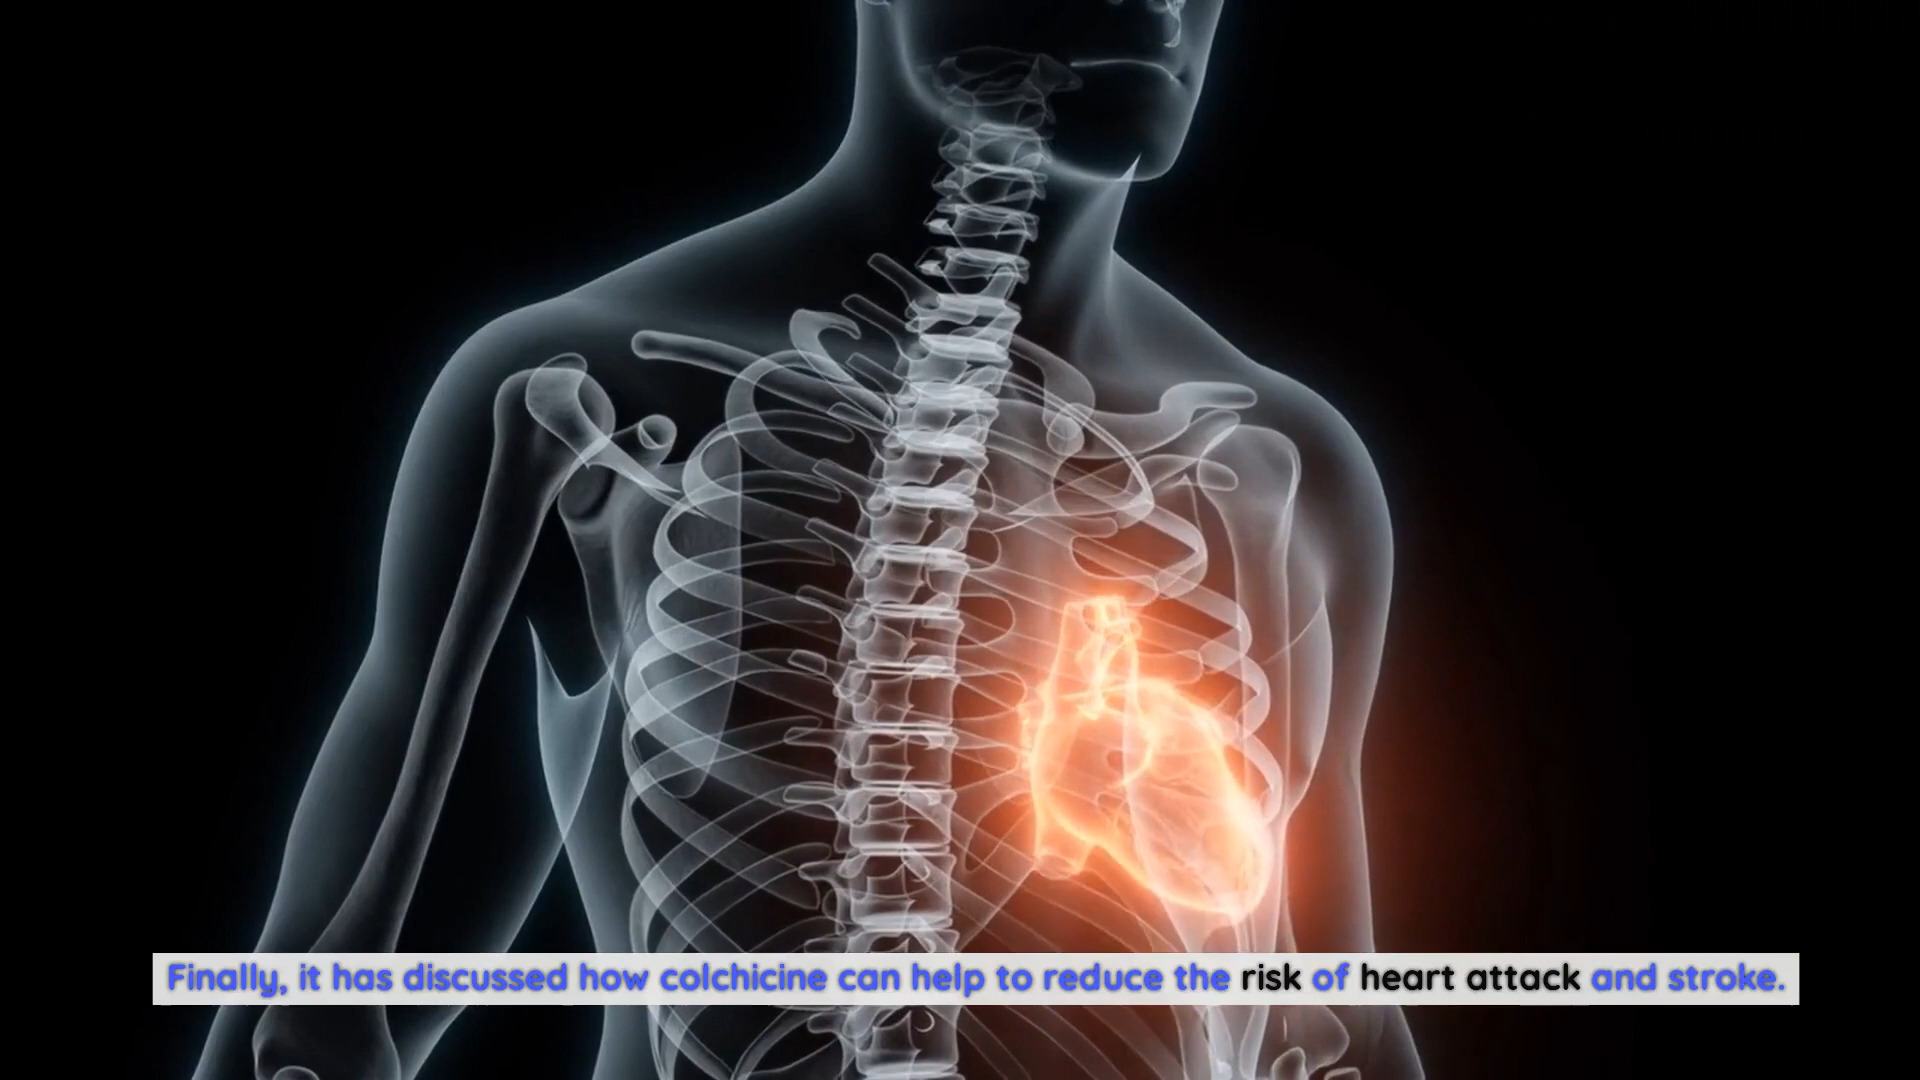 Finally, it has discussed how colchicine can help to reduce the risk of heart attack and stroke.